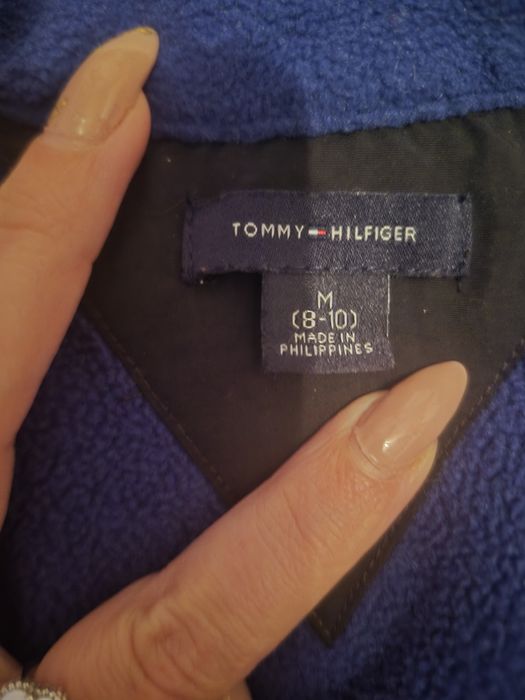 TOMMY HILFIGER
M
(8-10)
MADE IN
PHILIPPINES